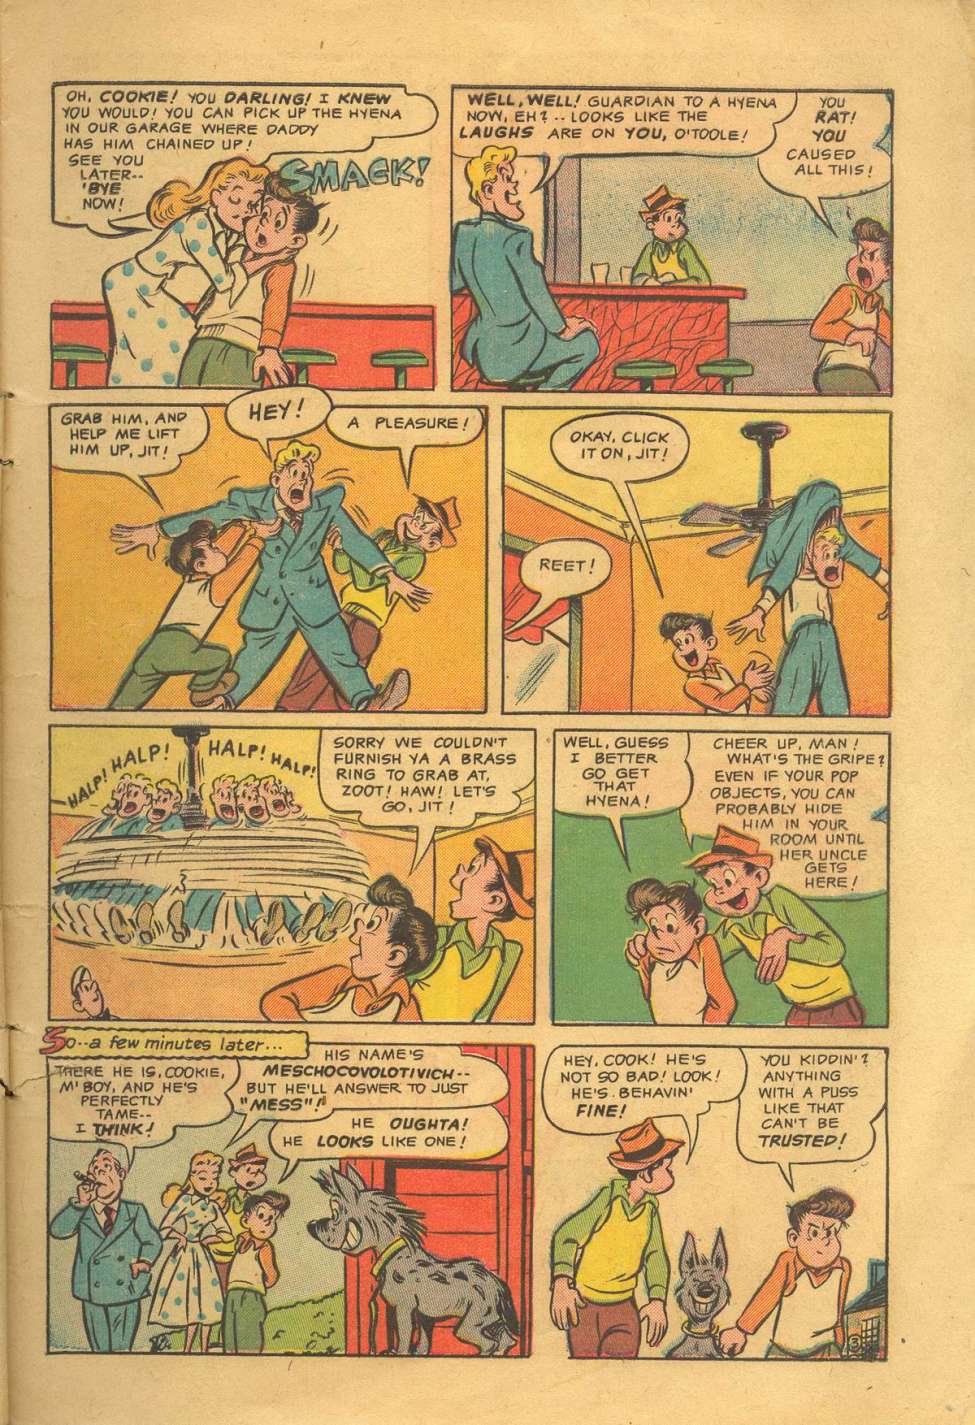 OH, COOKIE! YOU DARLING! I KNEW
YOU WOULD! YOU CAN PICK UP THE HYENA
IN OUR GARAGE WHERE DADDY
HAS HIM CHAINED UP!
SEE YOU
LATER--
'BYE
NOW!
SMACK!
WELL, WELL! GUARDIAN TO A HYENA
NOW, EH?-- LOOKS LIKE THE
LAUGHS ARE ON YOU, O'TOOLE!
YOU
RAT!
YOU
CAUSED
ALL THIS!
GRAB HIM, AND
HELP ME LIFT
HIM UP, JIT!
HEY!
A PLEASURE!
OKAY, CLICK
IT ON, JIT!
REET!
HALP! HALP! HALP! HALP!
SORRY WE COULDN'T
FURNISH YA A BRASS
RING TO GRAB AT,
ZOOT! HAW! LET'S
GO, JIT!
WELL, GUESS
I BETTER
GO GET
THAT
HYENA!
CHEER UP, MAN!
WHAT'S THE GRIPE?
EVEN IF YOUR POP
OBJECTS, YOU CAN
PROBABLY HIDE
HIM IN YOUR
ROOM UNTIL
HER UNCLE
GETS
HERE!
So--a few minutes later...
THERE HE IS, COOKIE,
M'BOY, AND HE'S
PERFECTLY
TAME--
I THINK!
HIS NAME'S
MESCHOCOVOLOTIVICH--
BUT HE'LL ANSWER TO JUST
"MESS"!
HE OUGHTA!
HE LOOKS LIKE ONE!
HEY, COOK! HE'S
NOT SO BAD! LOOK!
HE'S BEHAVIN'
FINE!
YOU KIDDIN'?
ANYTHING
WITH A PUSS
LIKE THAT
CAN'T BE
TRUSTED!
3